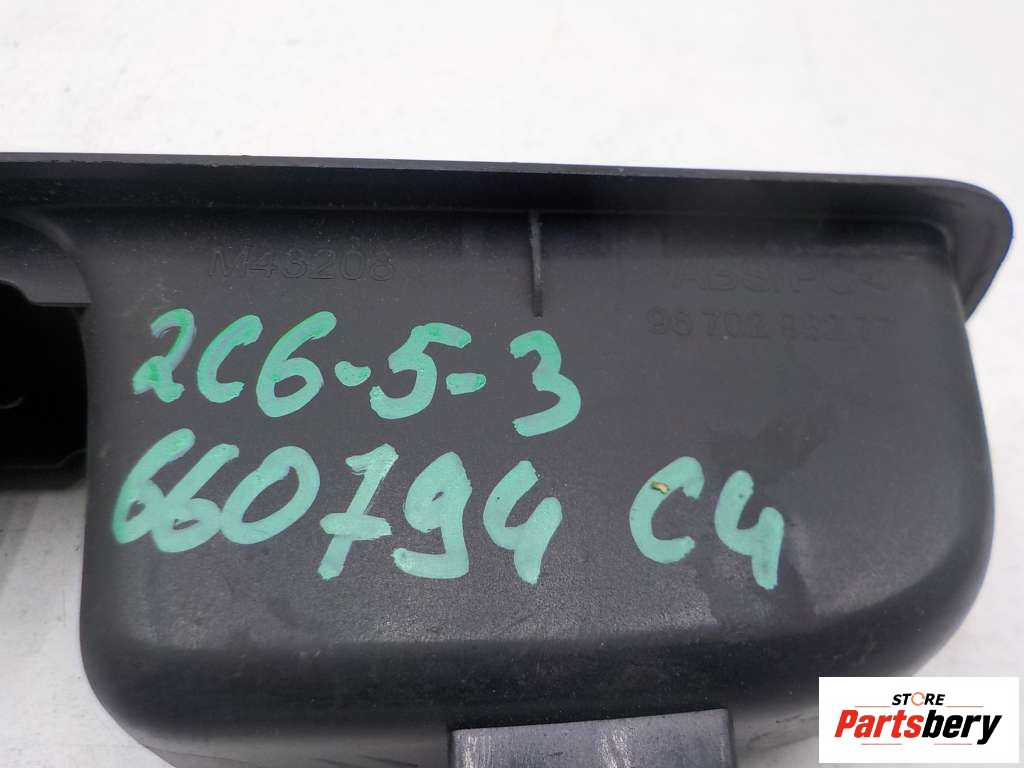 M43208
2C6-5-3
660794 C4
STORE
Partsbery